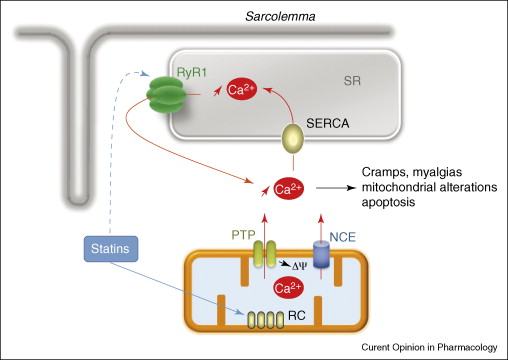 Sarcolemma
RyR1
Ca2+
SR
SERCA
Ca2+
Cramps, myalgias
mitochondrial alterations
apoptosis
Statins
PTP
NCE
ΔΨ
Ca2+
RC
Curent Opinion in Pharmacology